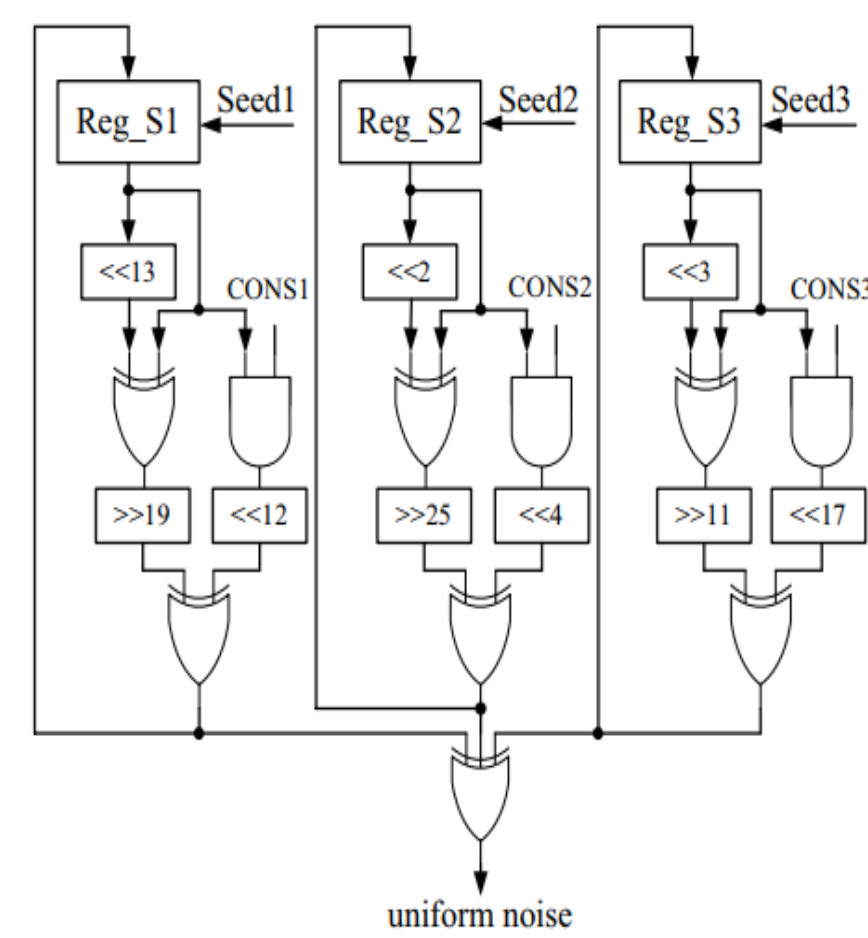 Seed1
Seed2
Seed3
Reg_S1
Reg_S2
Reg_S3
<<13
<<2
<<3
CONS1
CONS2
CONS3
>>19
<<12
>>25
<<4
>>11
<<17
uniform noise